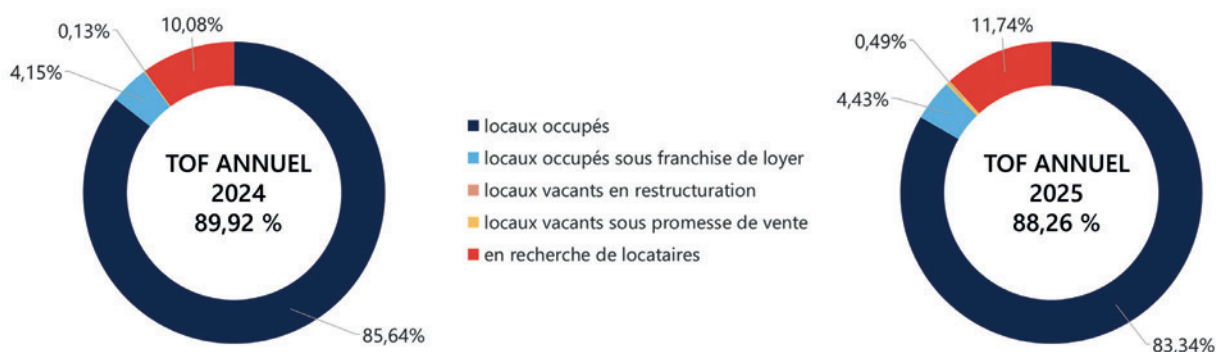 0,13%
10,08%
4,15%
TOF ANNUEL
2024
89,92 %
85,64%
locaux occupés
locaux occupés sous franchise de loyer
locaux vacants en restructuration
locaux vacants sous promesse de vente
en recherche de locataires
0,49%
11,74%
4,43%
TOF ANNUEL
2025
88,26 %
83,34%